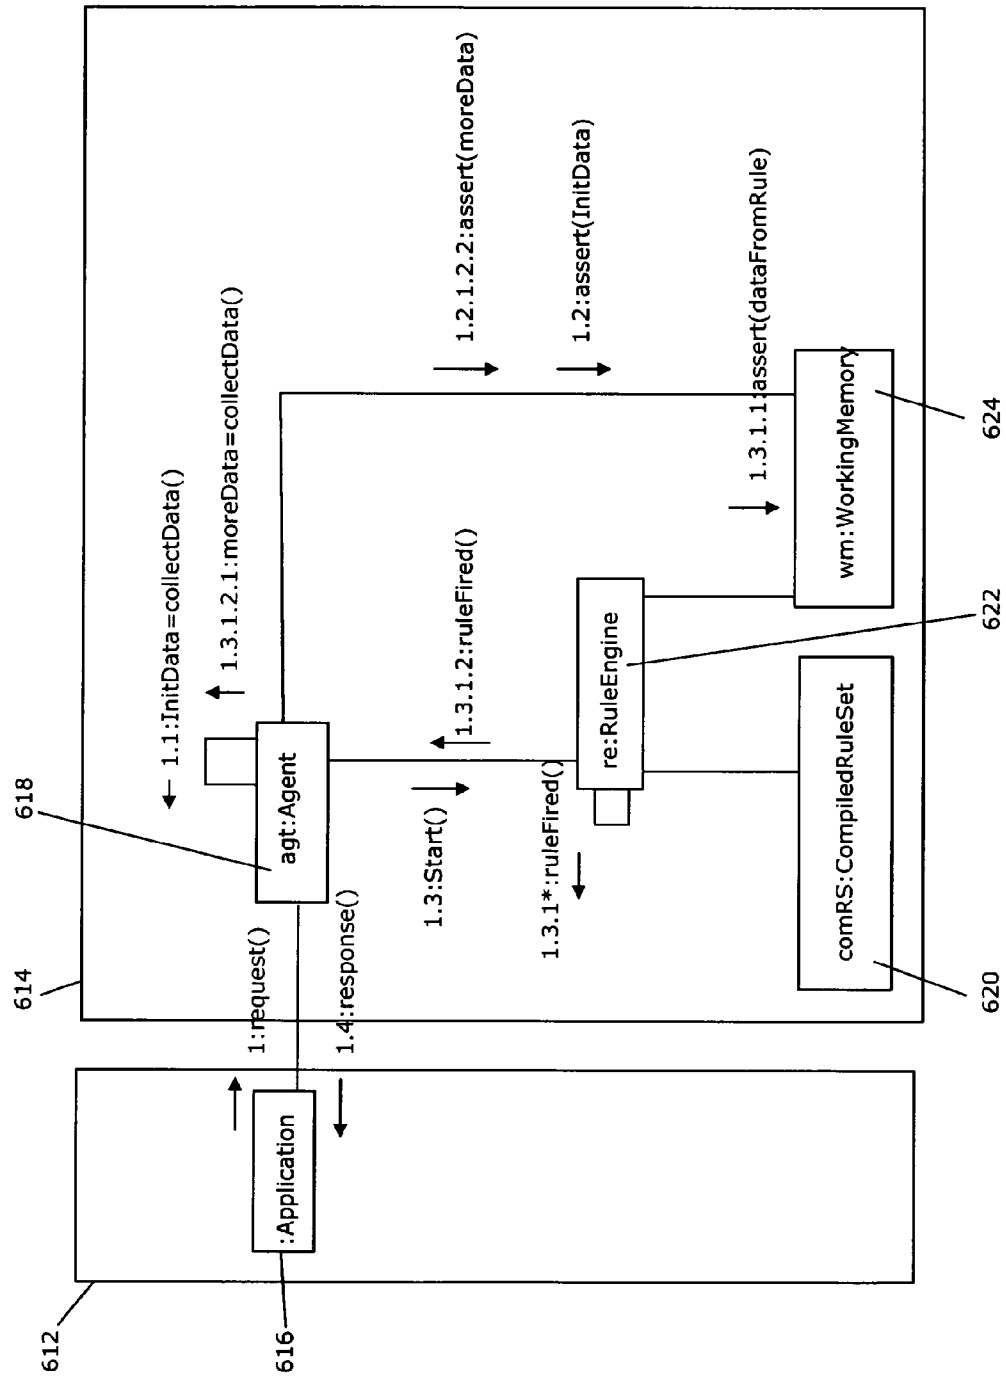 612
616
:Application
614
1:request()
1.4:response()
618
agt:Agent
1.1:InitData=collectData()
1.3.1.2.1:moreData=collectData()
1.3:Start()
1.3.1.2:ruleFired()
1.2.1.2.2:assert(moreData)
1.2:assert(InitData)
1.3.1*:ruleFired()
re:RuleEngine
1.3.1.1:assert(dataFromRule)
comRS:CompiledRuleSet
wm:WorkingMemory
620
622
624